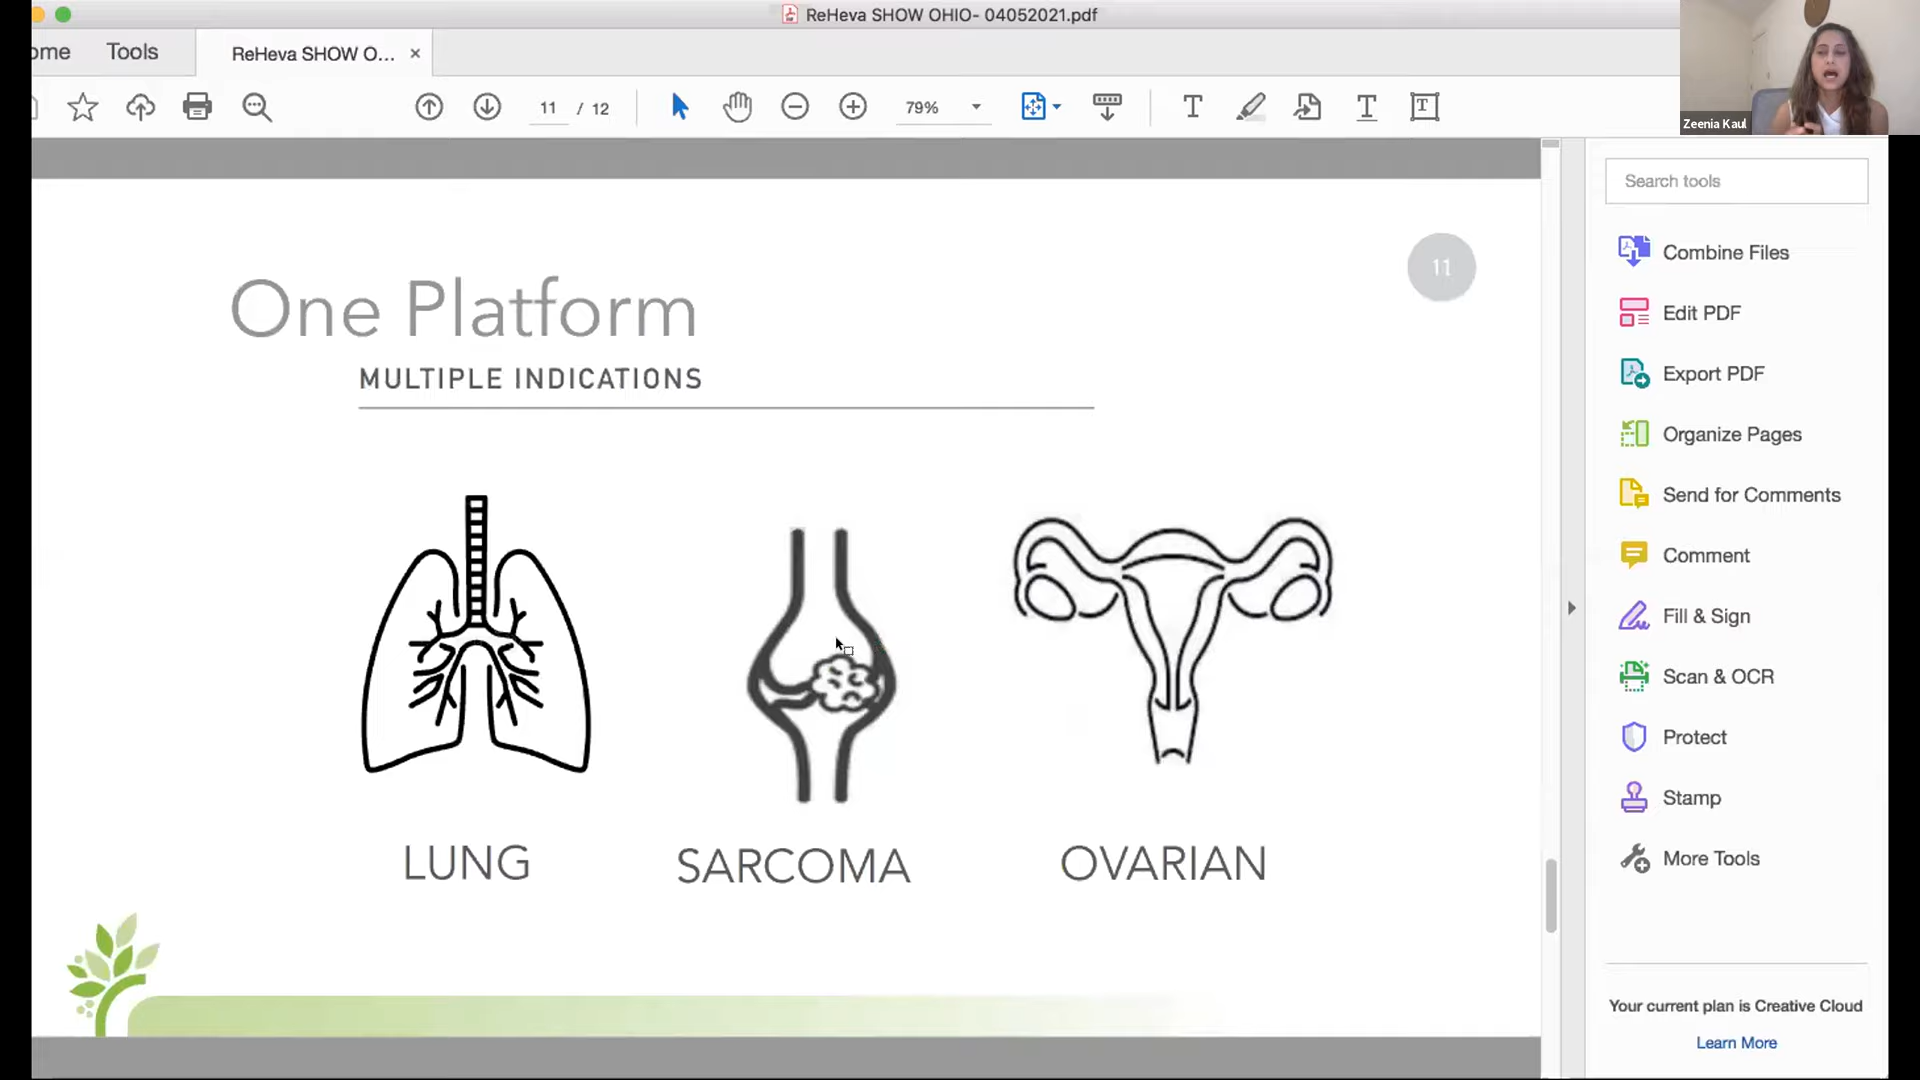 ReHeva SHOW OHIO- 04052021.pdf
ome
Tools
ReHeva SHOW O... ×
11 / 12
79%
Zeenia Kaul
Search tools
11
One Platform
MULTIPLE INDICATIONS
LUNG
SARCOMA
OVARIAN
Combine Files
Edit PDF
Export PDF
Organize Pages
Send for Comments
Comment
Fill & Sign
Scan & OCR
Protect
Stamp
More Tools
Your current plan is Creative Cloud
Learn More